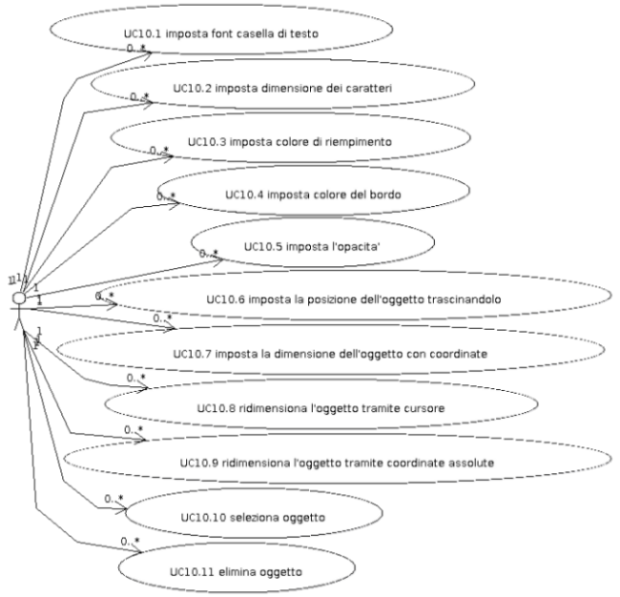 UC10.1 imposta font casella di testo
0..*
UC10.2 imposta dimensione dei caratteri
0..*
UC10.3 imposta colore di riempimento
0..*
UC10.4 imposta colore del bordo
0..*
UC10.5 imposta l'opacita'
0..*
1
UC10.6 imposta la posizione dell'oggetto trascinandolo
0..*
1
0..*
1
UC10.7 imposta la dimensione dell'oggetto con coordinate
0..*
UC10.8 ridimensiona l'oggetto tramite cursore
0..*
UC10.9 ridimensiona l'oggetto tramite coordinate assolute
0..*
UC10.10 seleziona oggetto
0..*
UC10.11 elimina oggetto